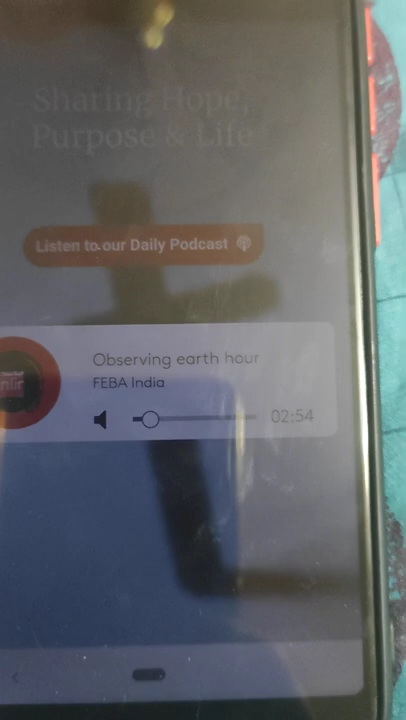 Sharing Hope,
Purpose & Life
Listen to our Daily Podcast
Observing earth hour
FEBA India
02:54